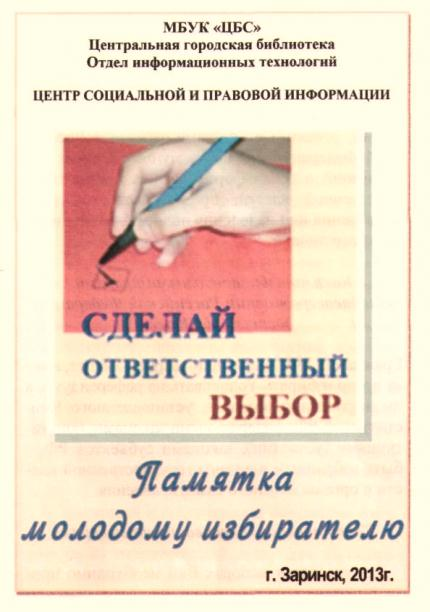 МБУК «ЦБС»
Центральная городская библиотека
Отдел информационных технологий
ЦЕНТР СОЦИАЛЬНОЙ И ПРАВОВОЙ ИНФОРМАЦИИ
СДЕЛАЙ
ОТВЕТСТВЕННЫЙ
ВЫБОР
Памятка
молодому избирателю
г. Заринск, 2013г.